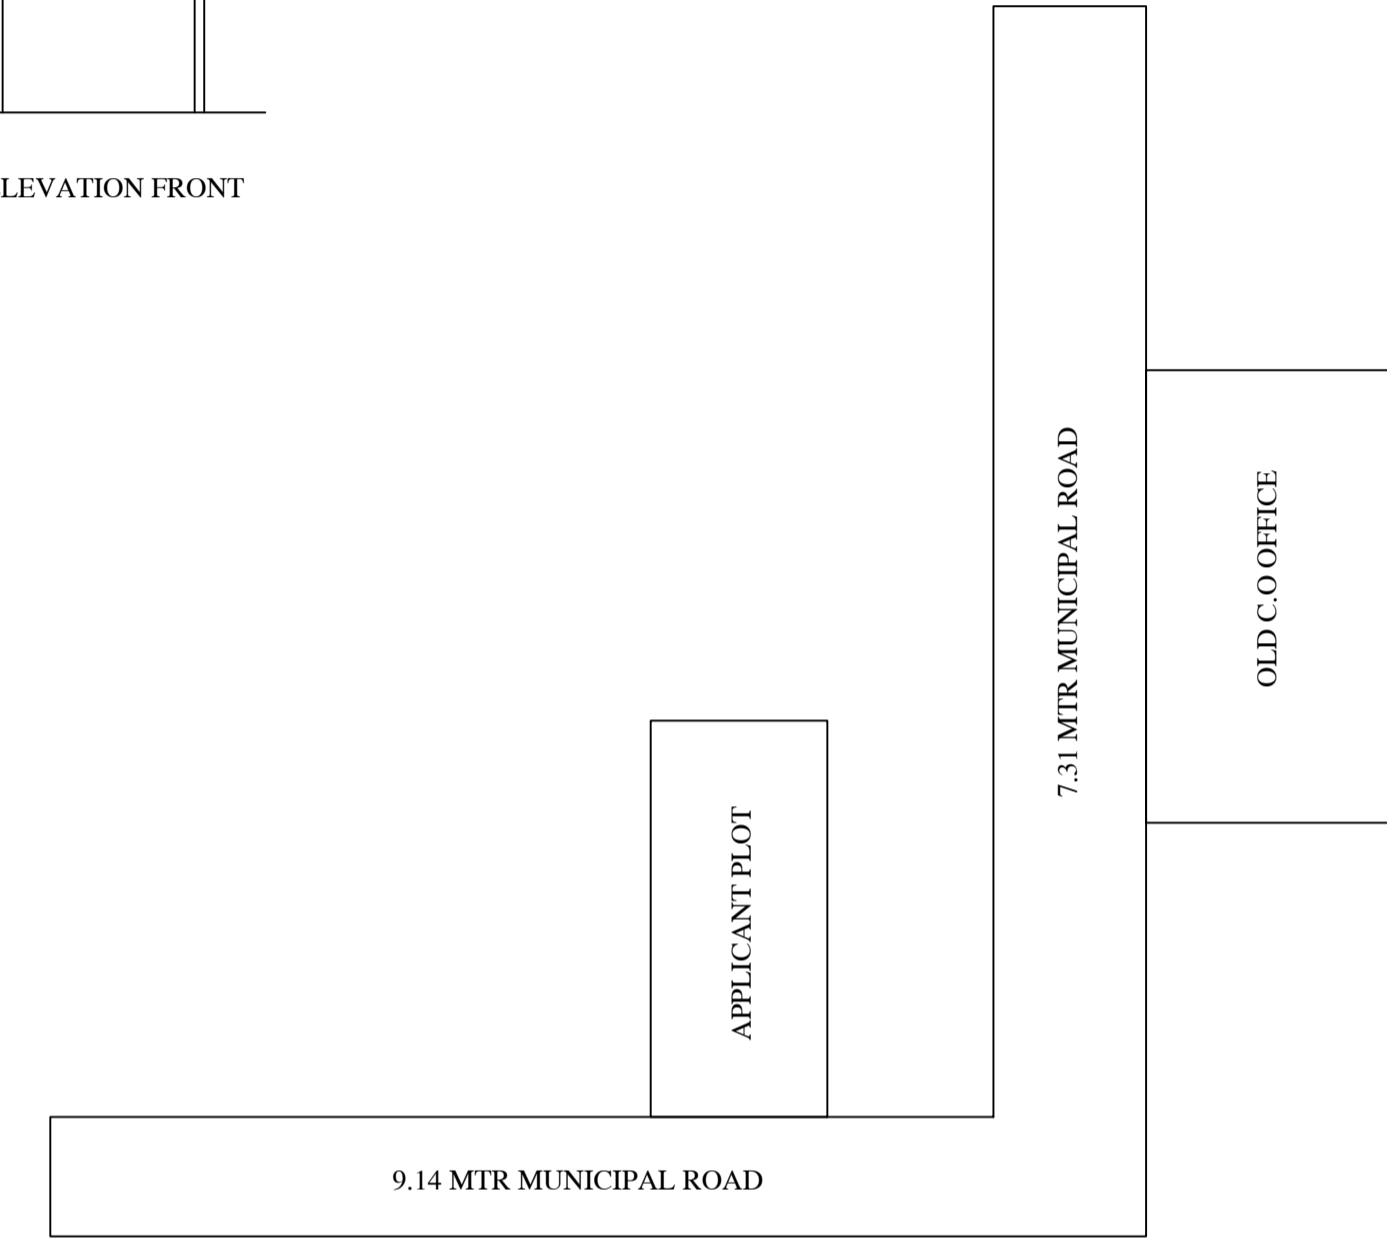 LEVATION FRONT
7.31 MTR MUNICIPAL ROAD
OLD C.O OFFICE
APPLICANT PLOT
9.14 MTR MUNICIPAL ROAD